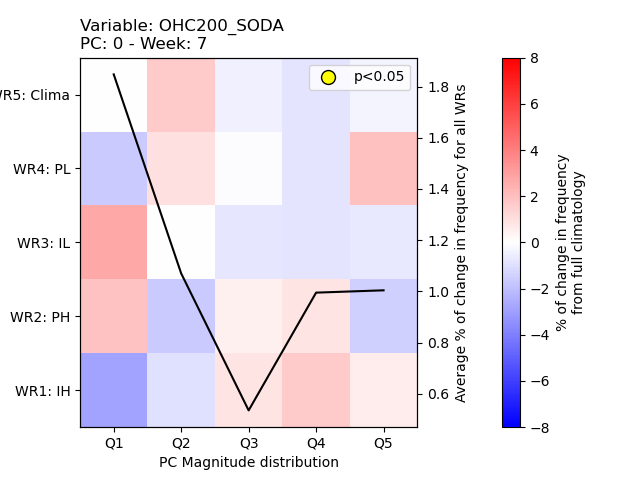 Variable: OHC200_SODA
PC: 0 - Week: 7
p<0.05
WR5: Clima
WR4: PL
WR3: IL
WR2: PH
WR1: IH
Q1 Q2 Q3 Q4 Q5
PC Magnitude distribution
1.8
1.6
1.4
1.2
1.0
0.8
0.6
Average % of change in frequency for all WRs
8
6
4
2
0
−2
−4
−6
−8
% of change in frequency
from full climatology